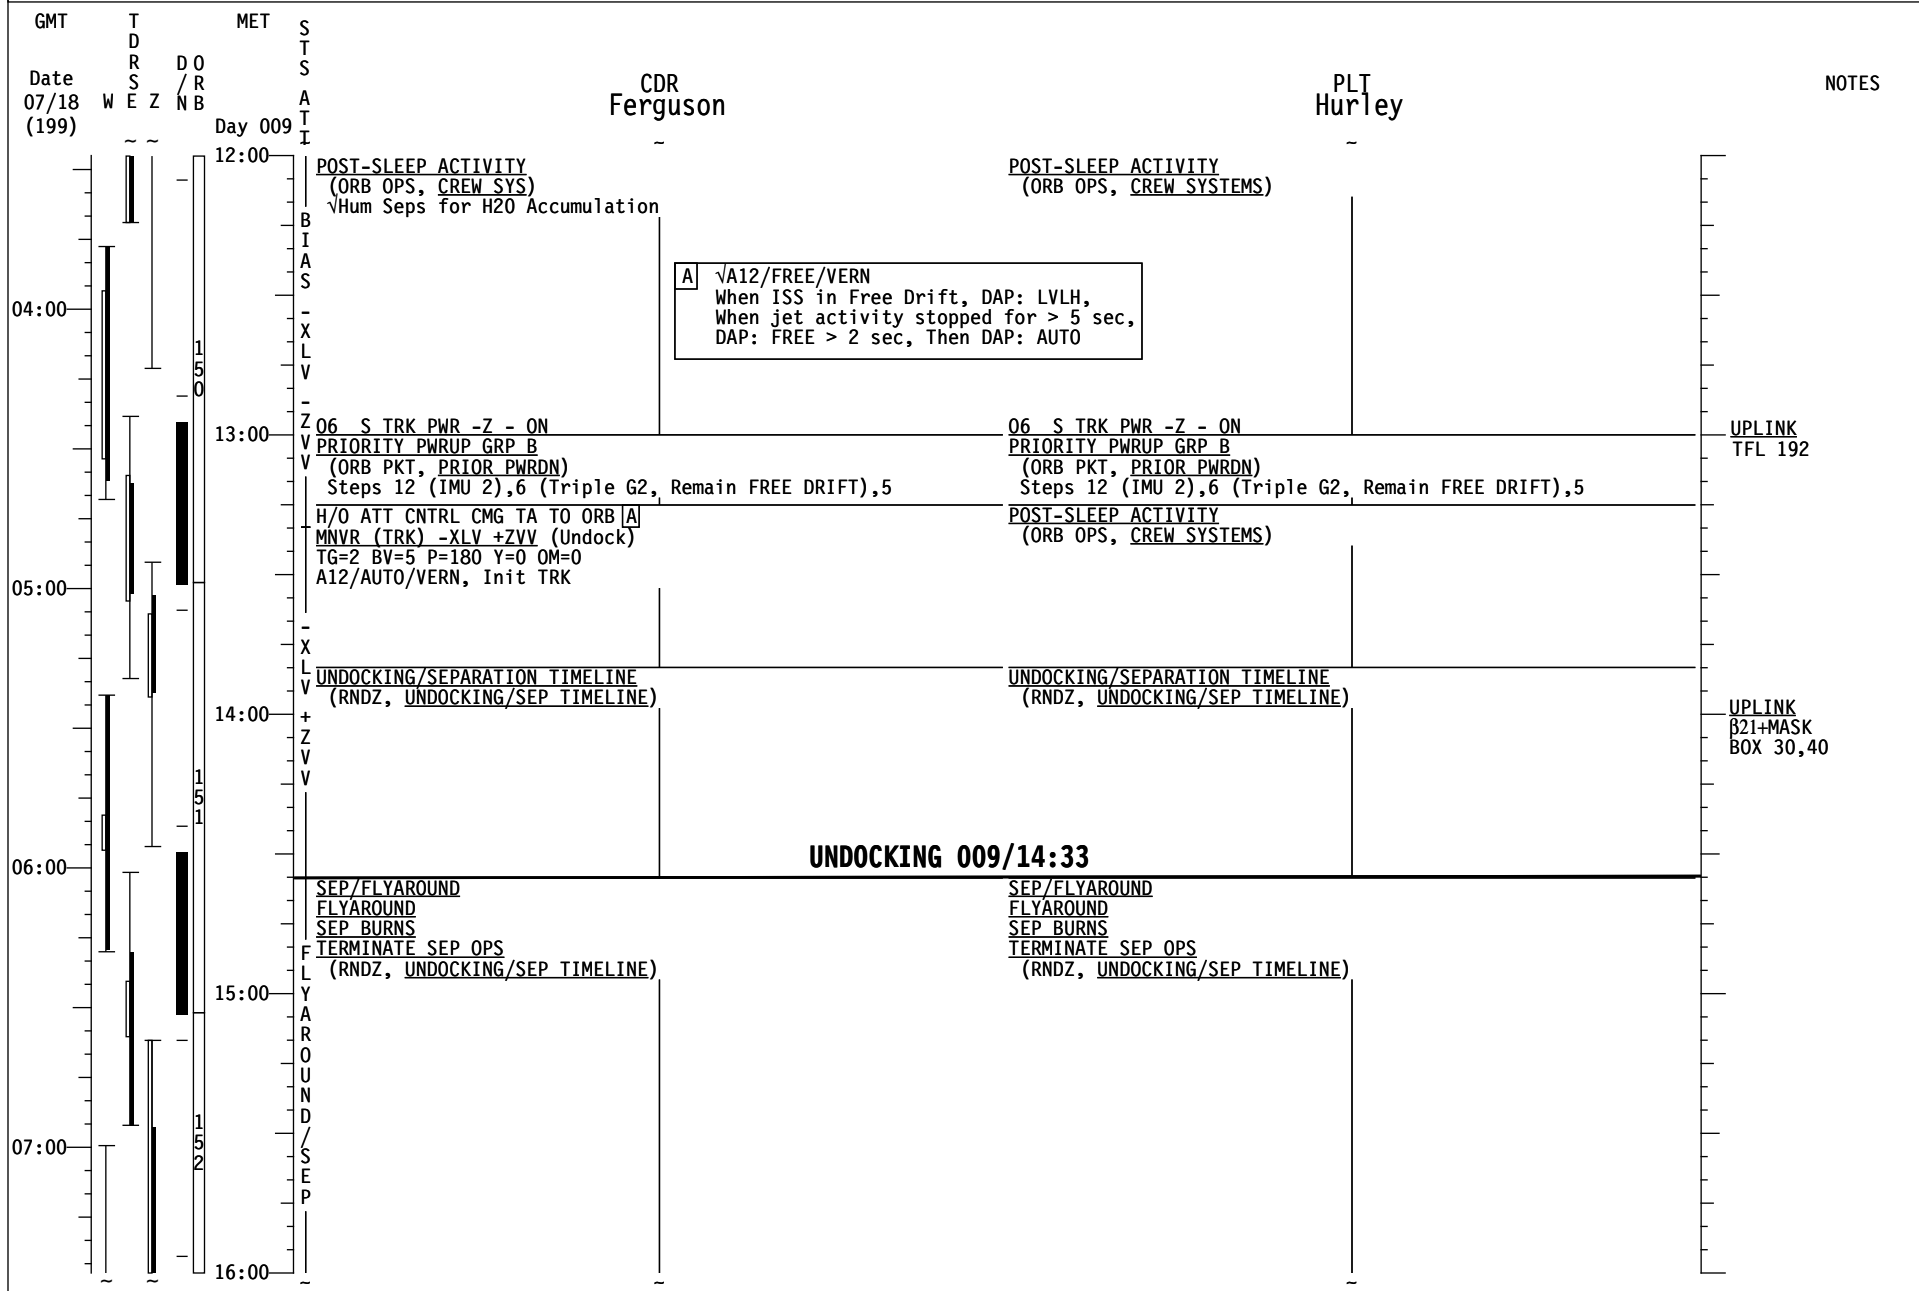 GMT
TDRSE
MET
STS ATT
Date
07/18
(199)
W E Z
D/N
ORB
Day 009
CDR
Ferguson
PLT
Hurley
NOTES
~ ~ ~ ~
12:00
POST-SLEEP ACTIVITY
(ORB OPS, CREW SYS)
√Hum Seps for H2O Accumulation
POST-SLEEP ACTIVITY
(ORB OPS, CREW SYSTEMS)
BIAS -XLV -ZVV
A √A12/FREE/VERN
When ISS in Free Drift, DAP: LVLH,
When jet activity stopped for > 5 sec,
DAP: FREE > 2 sec, Then DAP: AUTO
04:00
150
13:00
O6 S TRK PWR -Z - ON
PRIORITY PWRUP GRP B
(ORB PKT, PRIOR PWRDN)
Steps 12 (IMU 2),6 (Triple G2, Remain FREE DRIFT),5
O6 S TRK PWR -Z - ON
PRIORITY PWRUP GRP B
(ORB PKT, PRIOR PWRDN)
Steps 12 (IMU 2),6 (Triple G2, Remain FREE DRIFT),5
UPLINK
TFL 192
H/O ATT CNTRL CMG TA TO ORB A
MNVR (TRK) -XLV +ZVV (Undock)
TG=2 BV=5 P=180 Y=0 OM=0
A12/AUTO/VERN, Init TRK
POST-SLEEP ACTIVITY
(ORB OPS, CREW SYSTEMS)
05:00
-XLV +ZVV
UNDOCKING/SEPARATION TIMELINE
(RNDZ, UNDOCKING/SEP TIMELINE)
UNDOCKING/SEPARATION TIMELINE
(RNDZ, UNDOCKING/SEP TIMELINE)
14:00
UPLINK
β21+MASK
BOX 30,40
151
06:00
UNDOCKING 009/14:33
SEP/FLYAROUND
FLYAROUND
SEP BURNS
TERMINATE SEP OPS
(RNDZ, UNDOCKING/SEP TIMELINE)
SEP/FLYAROUND
FLYAROUND
SEP BURNS
TERMINATE SEP OPS
(RNDZ, UNDOCKING/SEP TIMELINE)
FLYAROUND/SEP
15:00
07:00
152
16:00
~ ~ ~ ~ ~